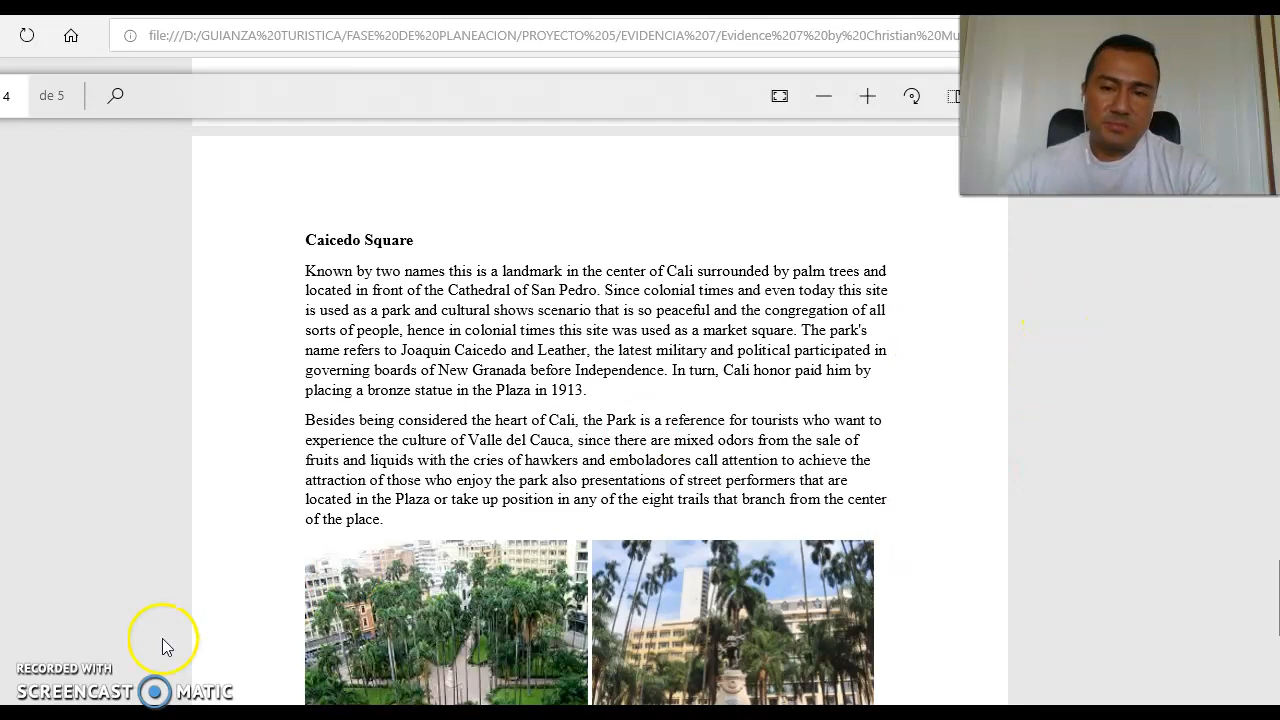 file:///D:/GUIANZA%20TURISTICA/FASE%20DE%20PLANEACION/PROYECTO%205/EVIDENCIA%207/Evidence%207%20by%20Christian%20Mu
4 de 5
Caicedo Square
Known by two names this is a landmark in the center of Cali surrounded by palm trees and
located in front of the Cathedral of San Pedro. Since colonial times and even today this site
is used as a park and cultural shows scenario that is so peaceful and the congregation of all
sorts of people, hence in colonial times this site was used as a market square. The park's
name refers to Joaquin Caicedo and Leather, the latest military and political participated in
governing boards of New Granada before Independence. In turn, Cali honor paid him by
placing a bronze statue in the Plaza in 1913.
Besides being considered the heart of Cali, the Park is a reference for tourists who want to
experience the culture of Valle del Cauca, since there are mixed odors from the sale of
fruits and liquids with the cries of hawkers and emboladores call attention to achieve the
attraction of those who enjoy the park also presentations of street performers that are
located in the Plaza or take up position in any of the eight trails that branch from the center
of the place.
RECORDED WITH
SCREENCAST MATIC